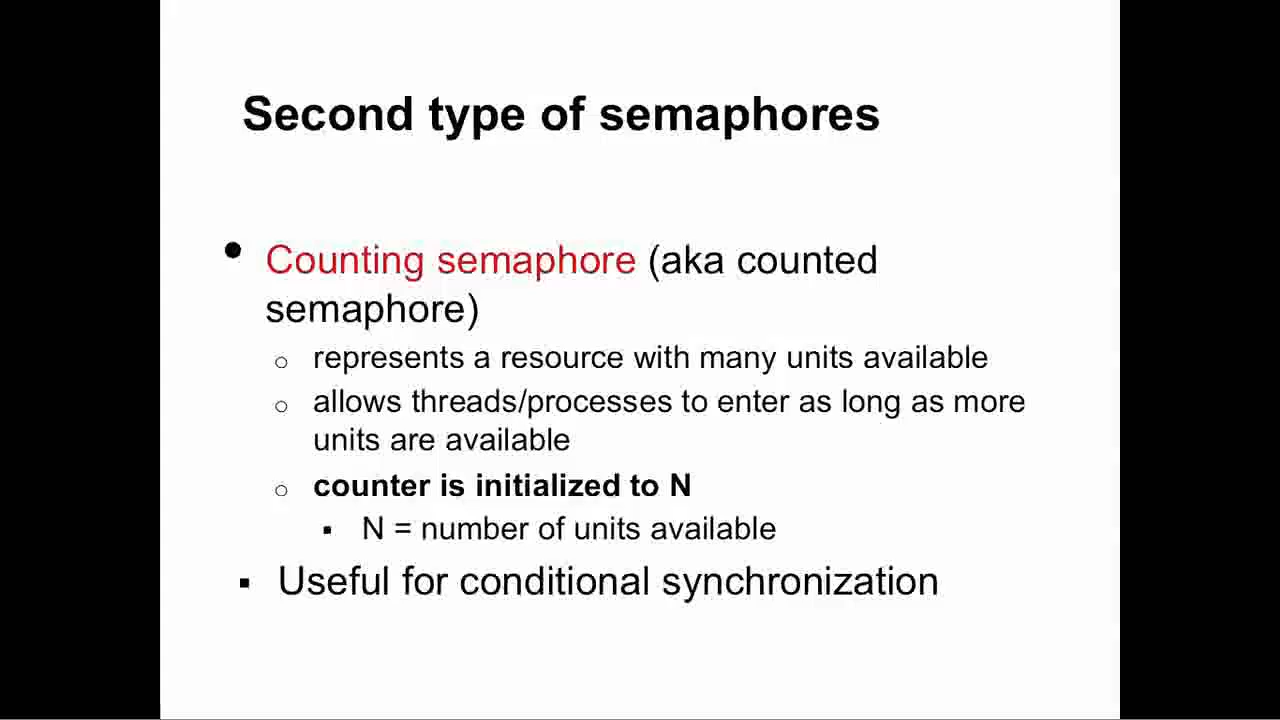 Second type of semaphores
• Counting semaphore (aka counted
semaphore)
o represents a resource with many units available
o allows threads/processes to enter as long as more
units are available
o counter is initialized to N
▪ N = number of units available
▪ Useful for conditional synchronization